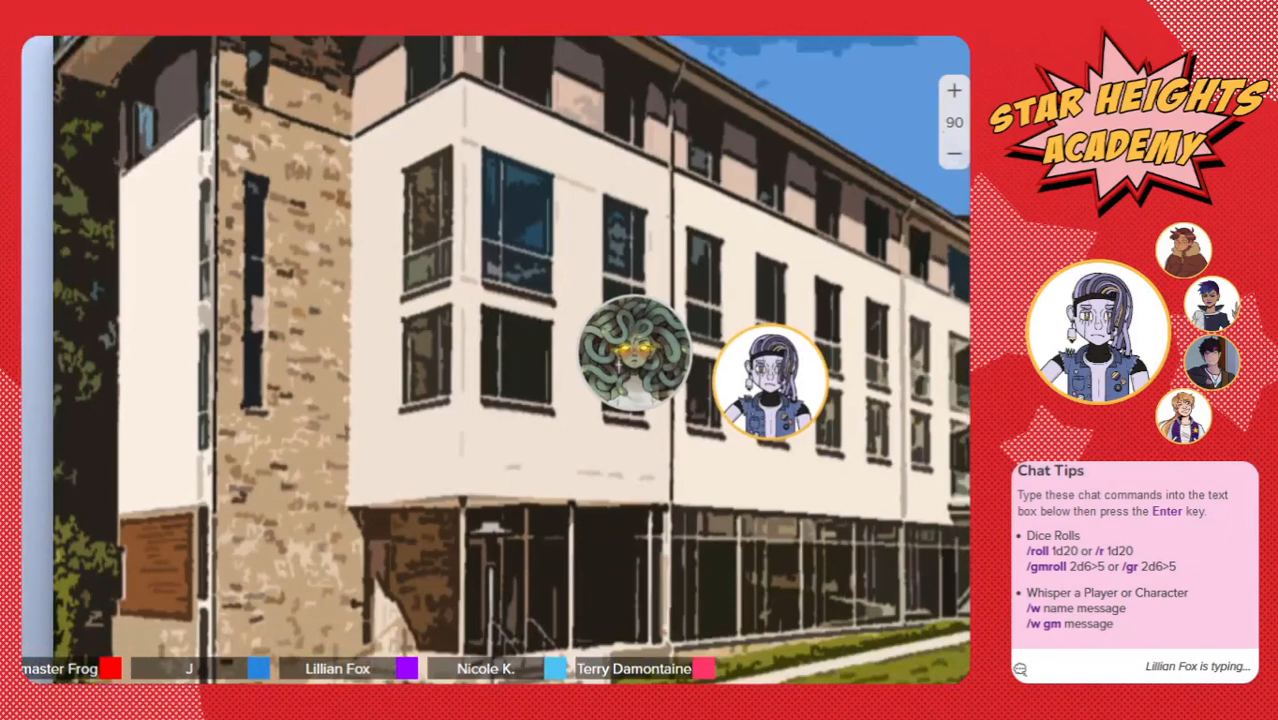 STAR HEIGHTS
ACADEMY
+
90
−
Chat Tips
Type these chat commands into the text
box below then press the Enter key.
• Dice Rolls
/roll 1d20 or /r 1d20
/gmroll 2d6>5 or /gr 2d6>5
• Whisper a Player or Character
/w name message
/w gm message
Lillian Fox is typing...
master Frog
J
Lillian Fox
Nicole K.
Terry Damontaine